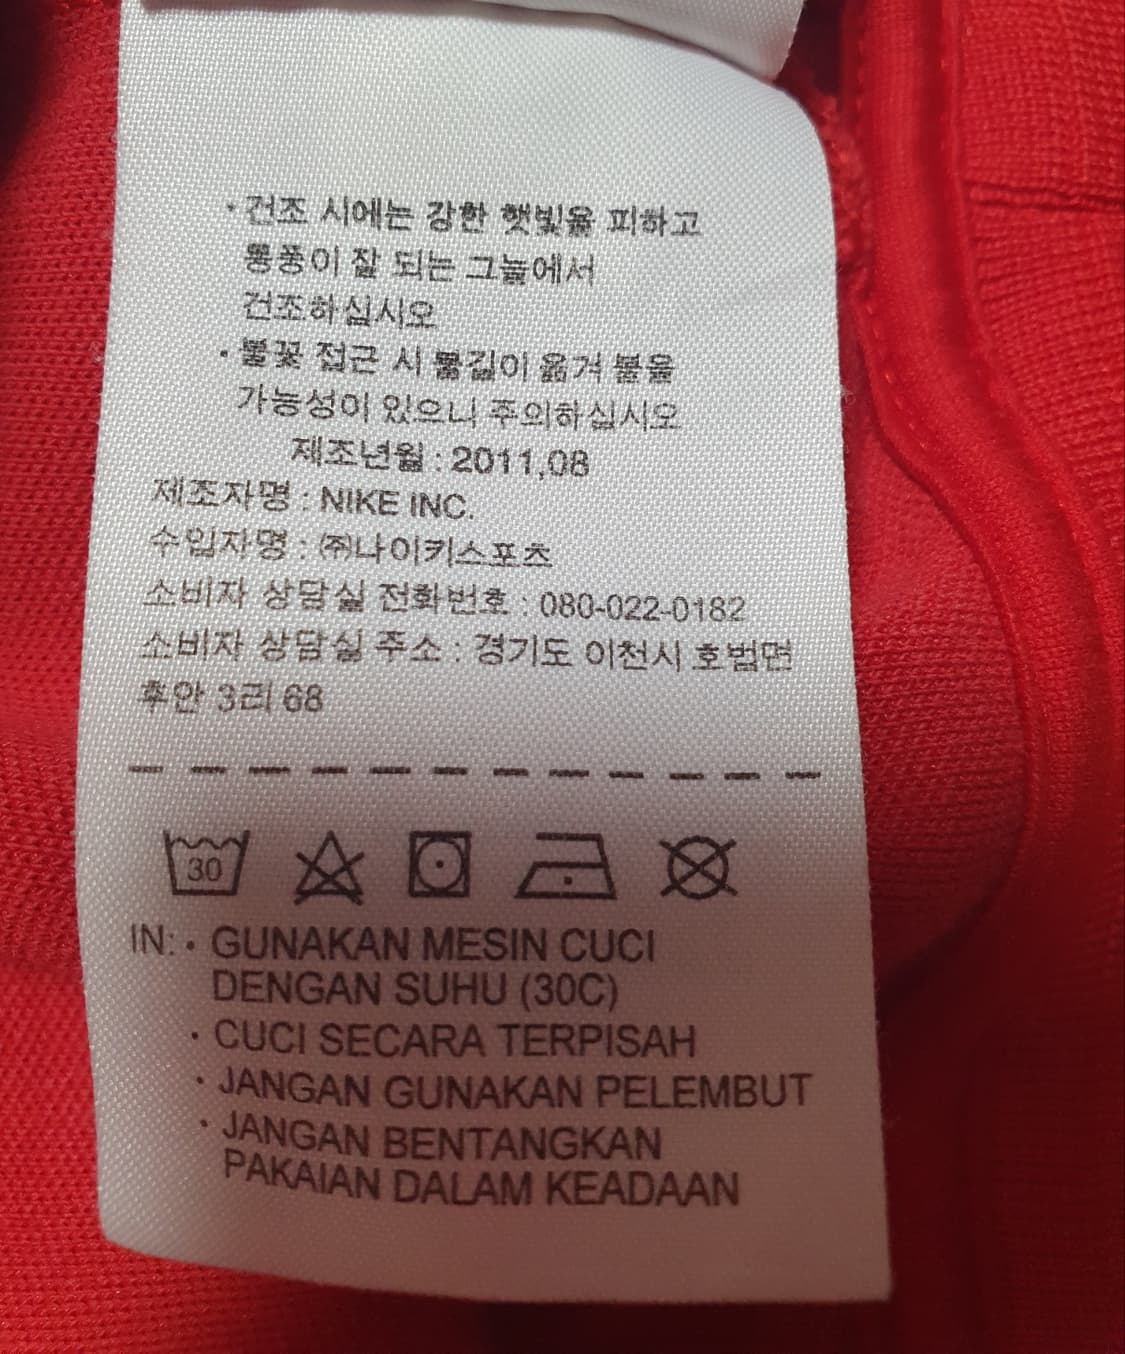 · 건조 시에는 강한 햇빛을 피하고
통풍이 잘 되는 그늘에서
건조하십시오
· 불꽃 접근 시 불길이 옮겨 붙을
가능성이 있으니 주의하십시오
제조년월 : 2011,08
제조자명 : NIKE INC.
수입자명 : ㈜나이키스포츠
소비자 상담실 전화번호 : 080-022-0182
소비자 상담실 주소 : 경기도 이천시 호법면
후안 3리 68
30
IN: · GUNAKAN MESIN CUCI
DENGAN SUHU (30C)
· CUCI SECARA TERPISAH
· JANGAN GUNAKAN PELEMBUT
· JANGAN BENTANGKAN
PAKAIAN DALAM KEADAAN